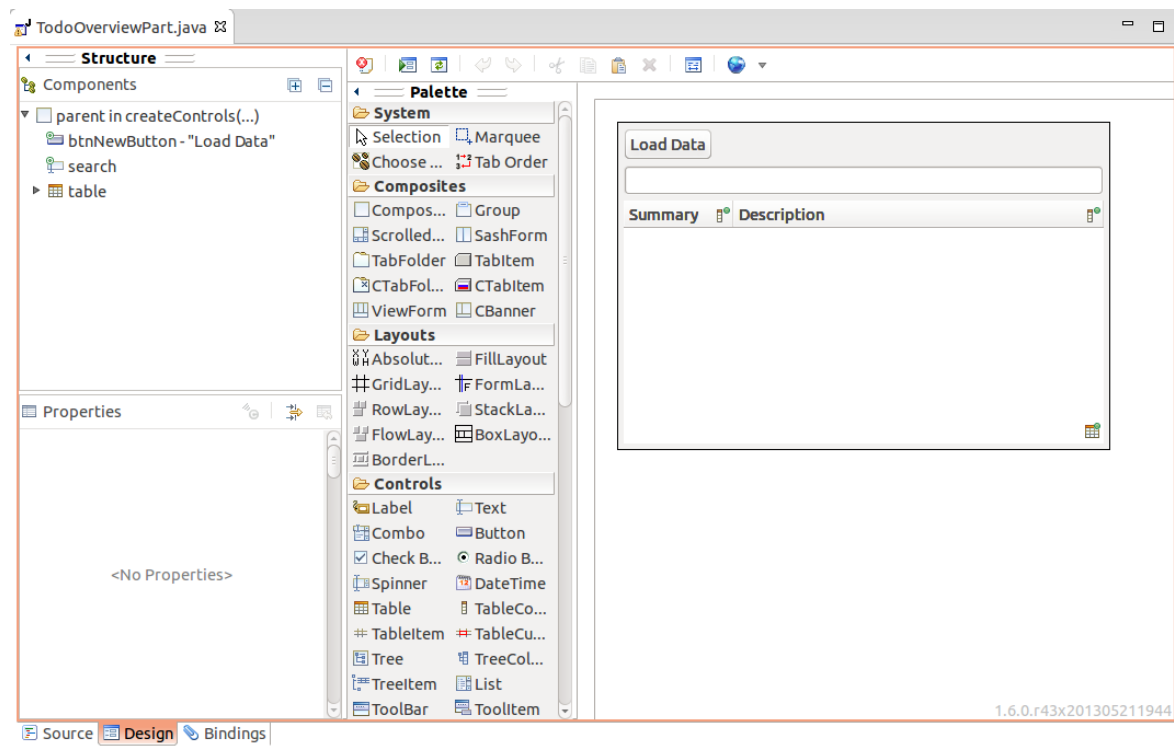 TodoOverviewPart.java
Structure
Components
parent in createControls(...)
btnNewButton - "Load Data"
search
table
Properties
<No Properties>
Palette
System
Selection Marquee
Choose ... Tab Order
Composites
Compos... Group
Scrolled... SashForm
TabFolder TabItem
CTabFol... CTabItem
ViewForm CBanner
Layouts
Absolut... FillLayout
GridLay... FormLa...
RowLay... StackLa...
FlowLay... BoxLayo...
BorderL...
Controls
Label Text
Combo Button
Check B... Radio B...
Spinner DateTime
Table TableCo...
TableItem TableCu...
Tree TreeCol...
TreeItem List
ToolBar ToolItem
Load Data
Summary Description
1.6.0.r43x201305211944
Source Design Bindings